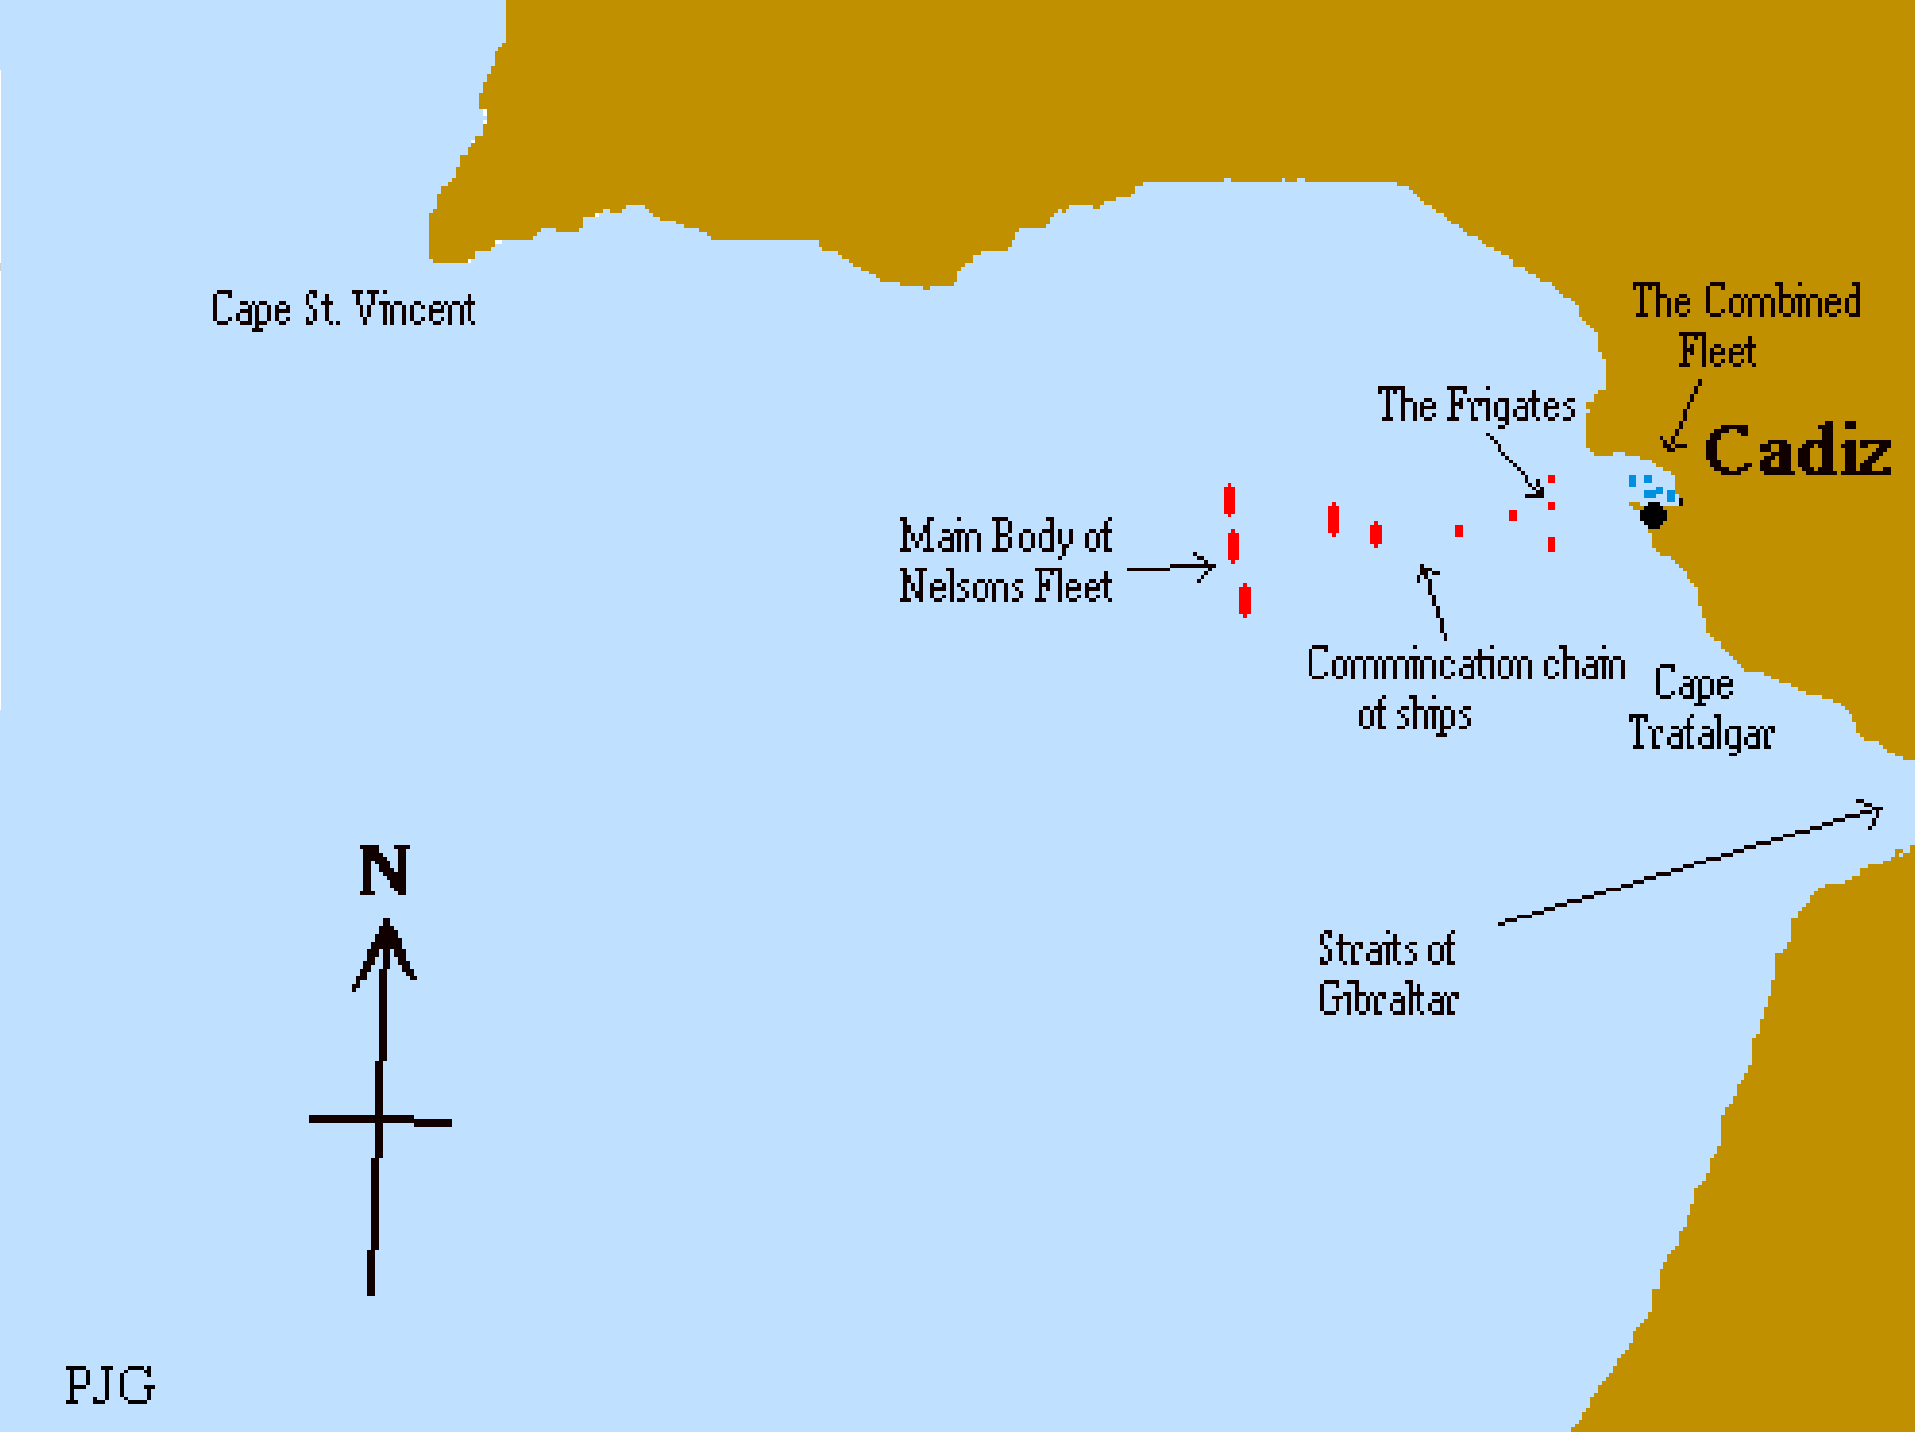 Cape St. Vincent
The Combined
Fleet
The Frigates
Cadiz
Main Body of
Nelsons Fleet
Commincation chain
of ships
Cape
Trafalgar
N
Straits of
Gibraltar
PJG